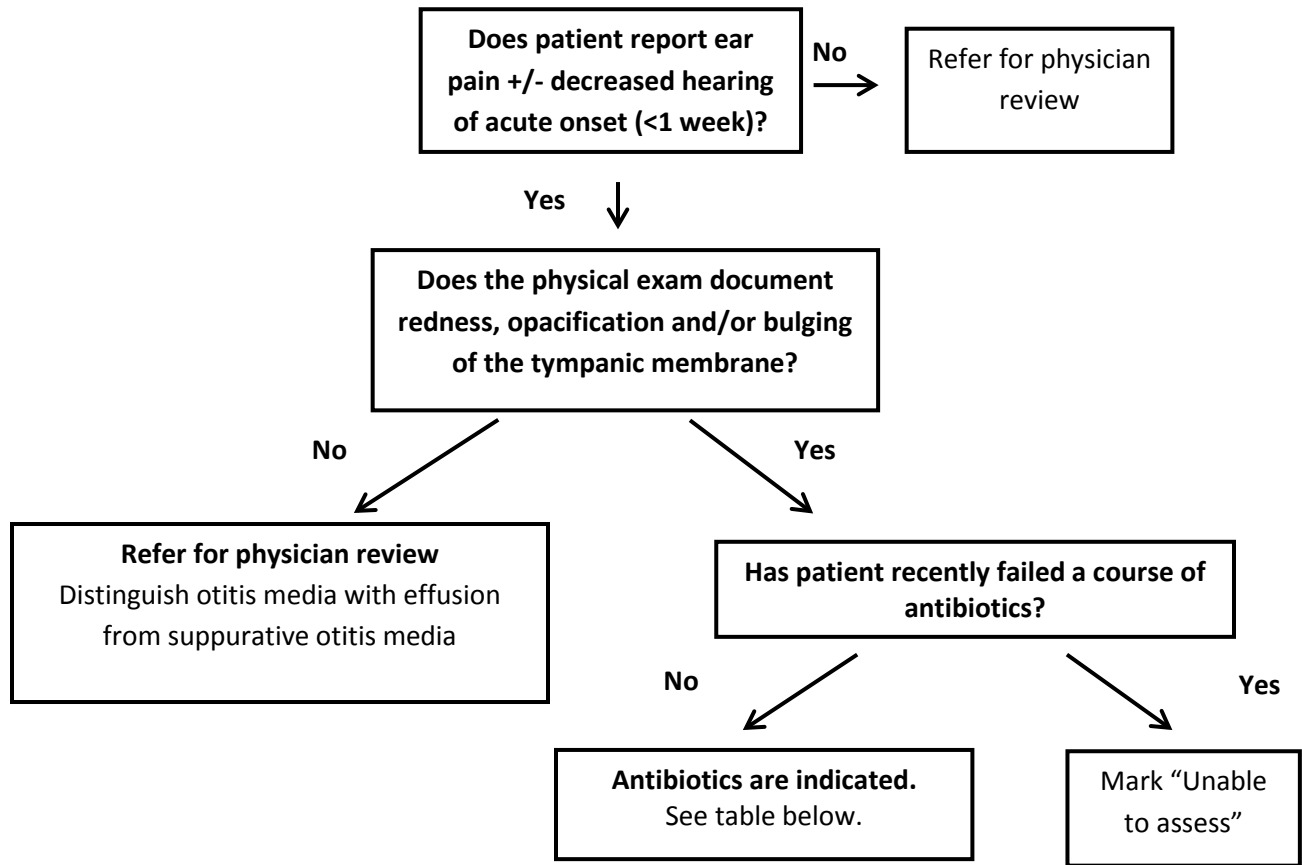 Does patient report ear
pain +/- decreased hearing
of acute onset (<1 week)?
No
Refer for physician
review
Yes
Does the physical exam document
redness, opacification and/or bulging
of the tympanic membrane?
No
Yes
Refer for physician review
Distinguish otitis media with effusion
from suppurative otitis media
Has patient recently failed a course of
antibiotics?
No
Yes
Antibiotics are indicated.
See table below.
Mark “Unable
to assess”